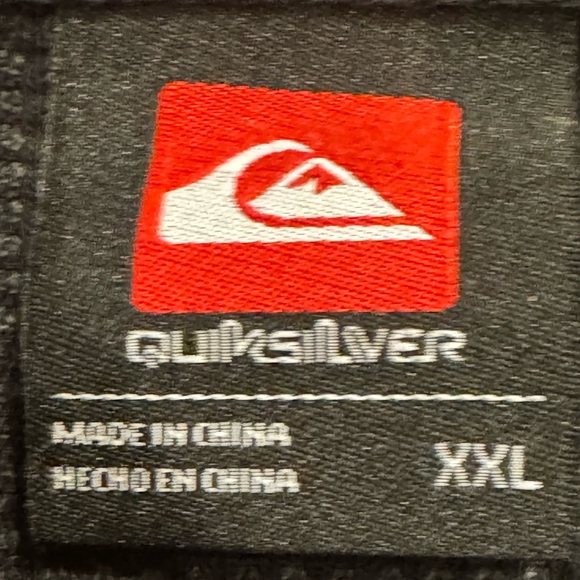 QUIKSILVER
MADE IN CHINA
HECHO EN CHINA
XXL